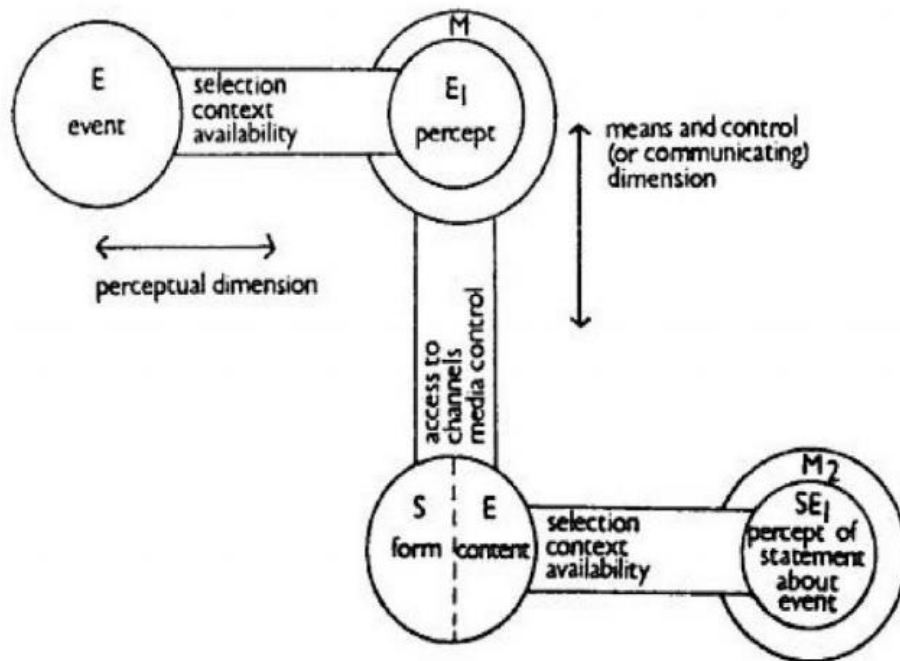 M
E
event
selection
context
availability
E1
percept
means and control
(or communicating)
dimension
perceptual dimension
access to
channels
media control
S
form
E
content
selection
context
availability
M2
SE1
percept of
statement
about
event